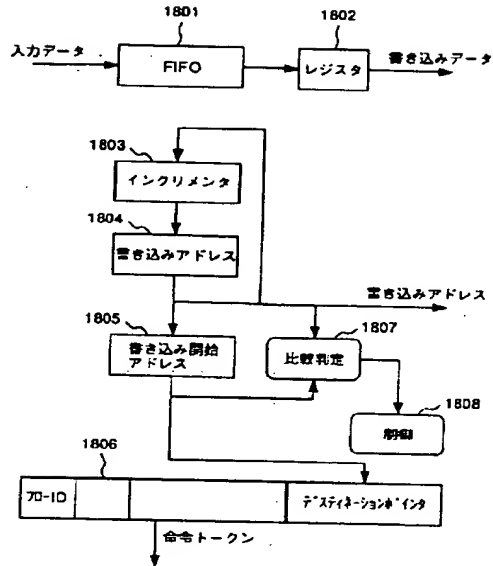 1801
1802
入力データ
FIFO
レジスタ
書き込みデータ
1803
インクリメンタ
1804
書き込みアドレス
書き込みアドレス
1805
1807
書き込み開始
アドレス
比較判定
1808
制御
1806
フローID
デスティネーションポインタ
命令トークン